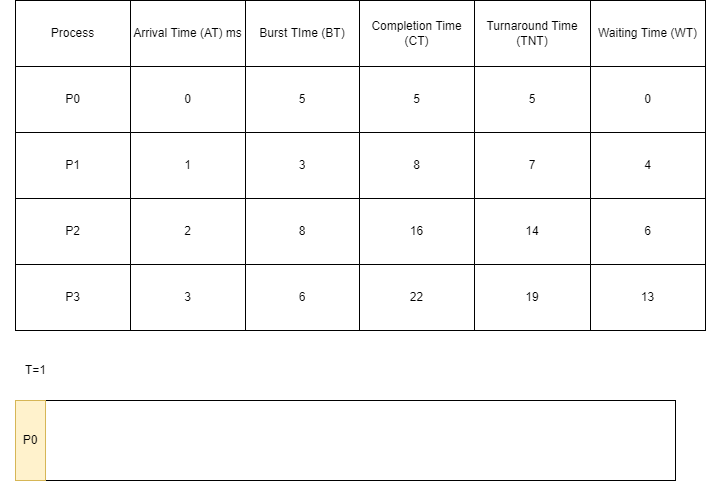 Process Arrival Time (AT) ms Burst TIme (BT) Completion Time (CT) Turnaround Time (TNT) Waiting Time (WT)
P0 0 5 5 5 0
P1 1 3 8 7 4
P2 2 8 16 14 6
P3 3 6 22 19 13
T=1
P0